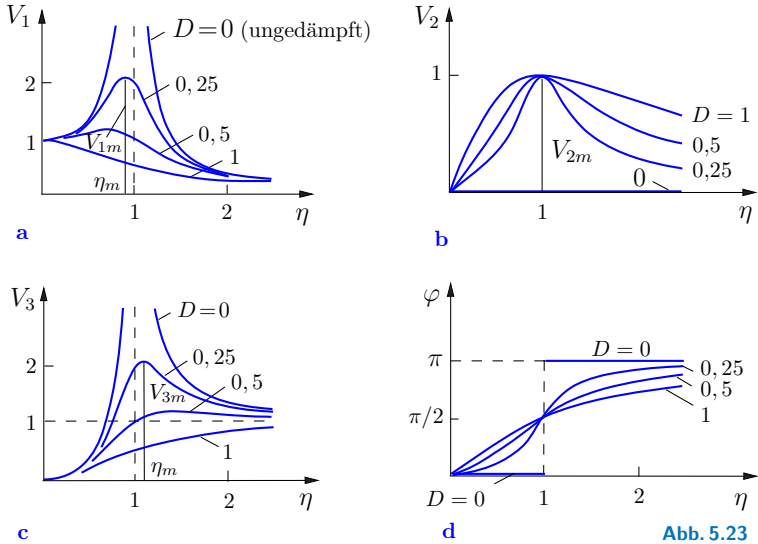 V₁
D = 0 (ungedämpft)
2
0,25
1
V₁ₘ
0,5
1
ηₘ
1
2
η
a
V₂
1
D = 1
0,5
0,25
V₂ₘ
0
1
η
b
V₃
D = 0
2
0,25
0,5
V₃ₘ
1
1
ηₘ
1
2
η
c
φ
π
D = 0
0,25
0,5
1
π/2
D = 0
1
2
η
d
Abb. 5.23